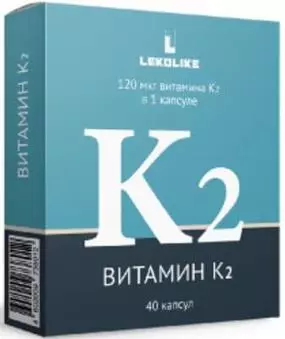 LEKOLIKE
120 мкг витамина K₂
в 1 капсуле
K2
ВИТАМИН K₂
40 капсул